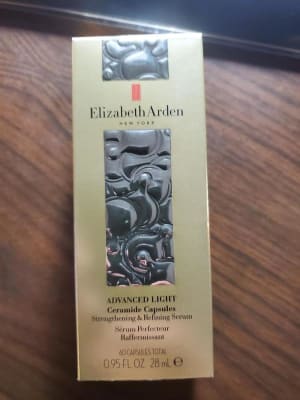 Elizabeth Arden
NEW YORK
ADVANCED LIGHT
Ceramide Capsules
Strengthening & Refining Serum
Sérum Perfecteur
Raffermissant
60 CAPSULES TOTAL
0.95 FL. OZ. 28 mL ℮